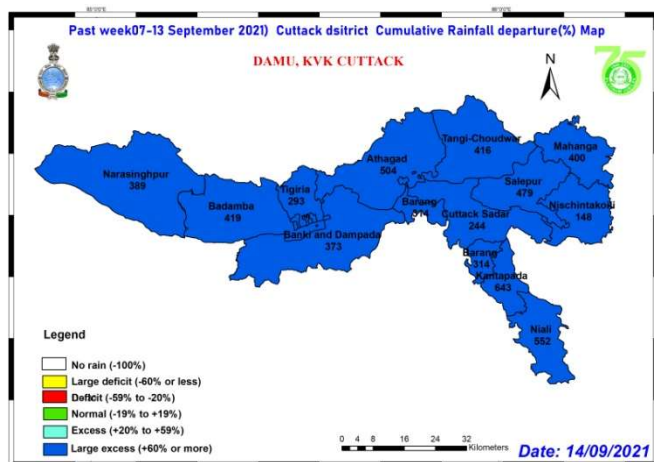 Past week07-13 September 2021) Cuttack dsitrict Cumulative Rainfall departure(%) Map
DAMU, KVK CUTTACK
N
75
Tangi-Choudwar
416
Mahanga
400
Athagad
504
Narasinghpur
389
Salepur
479
Tigiria
293
Badamba
419
Barang
314
Nischintakoili
148
Cuttack Sadar
244
Banki and Dampada
373
Barang
314
Kantapada
643
Niali
552
Legend
No rain (-100%)
Large deficit (-60% or less)
Deficit (-59% to -20%)
Normal (-19% to +19%)
Excess (+20% to +59%)
Large excess (+60% or more)
0 4 8 16 24 32
Kilometers
Date: 14/09/2021